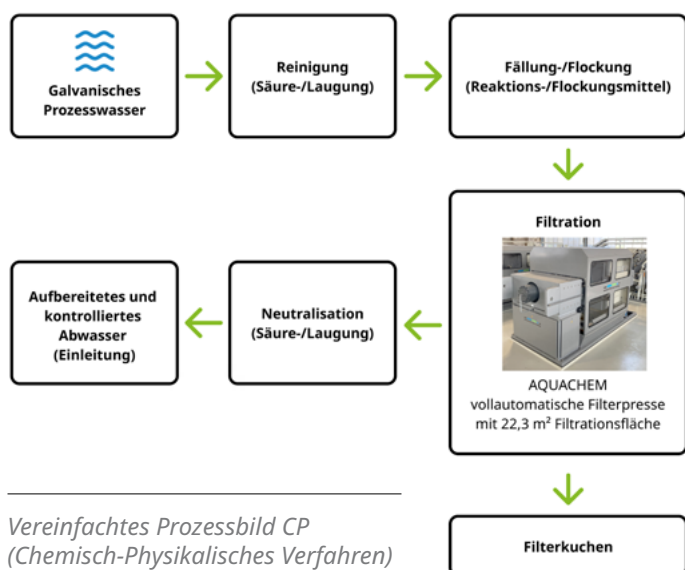 Galvanisches
Prozesswasser
Reinigung
(Säure-/Laugung)
Fällung-/Flockung
(Reaktions-/Flockungsmittel)
Filtration
AQUACHEM
vollautomatische Filterpresse
mit 22,3 m² Filtrationsfläche
Neutralisation
(Säure-/Laugung)
Aufbereitetes und
kontrolliertes
Abwasser
(Einleitung)
Filterkuchen
Vereinfachtes Prozessbild CP
(Chemisch-Physikalisches Verfahren)